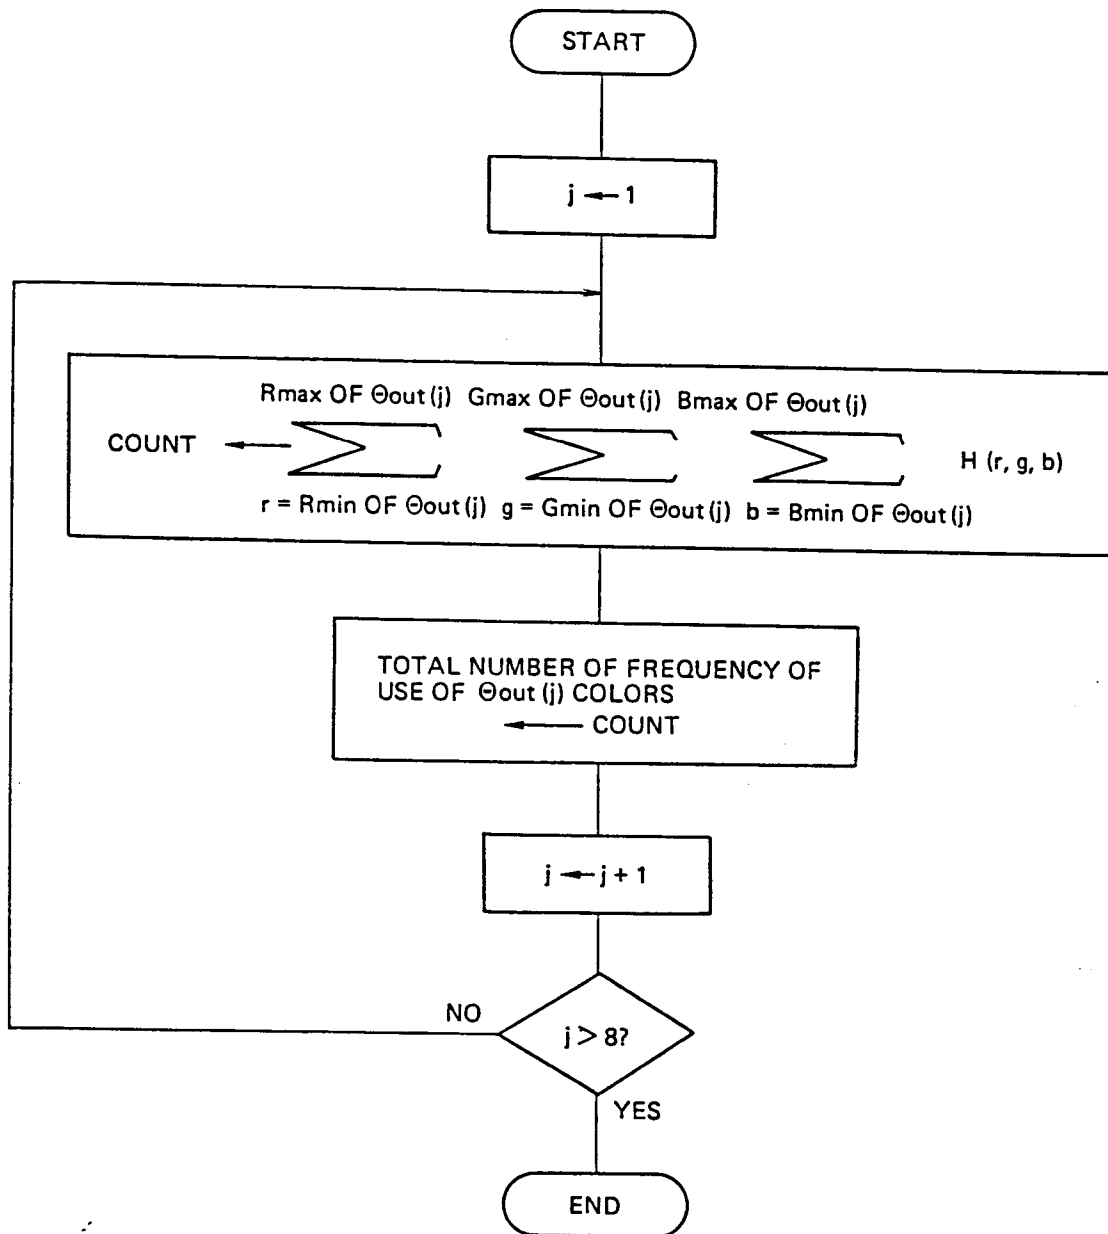 START
j ← 1
Rmax OF Θout(j) Gmax OF Θout(j) Bmax OF Θout(j)
COUNT ← Σ Σ Σ H (r, g, b)
r = Rmin OF Θout(j) g = Gmin OF Θout(j) b = Bmin OF Θout(j)
TOTAL NUMBER OF FREQUENCY OF
USE OF Θout(j) COLORS
← COUNT
j ← j + 1
NO
j > 8?
YES
END